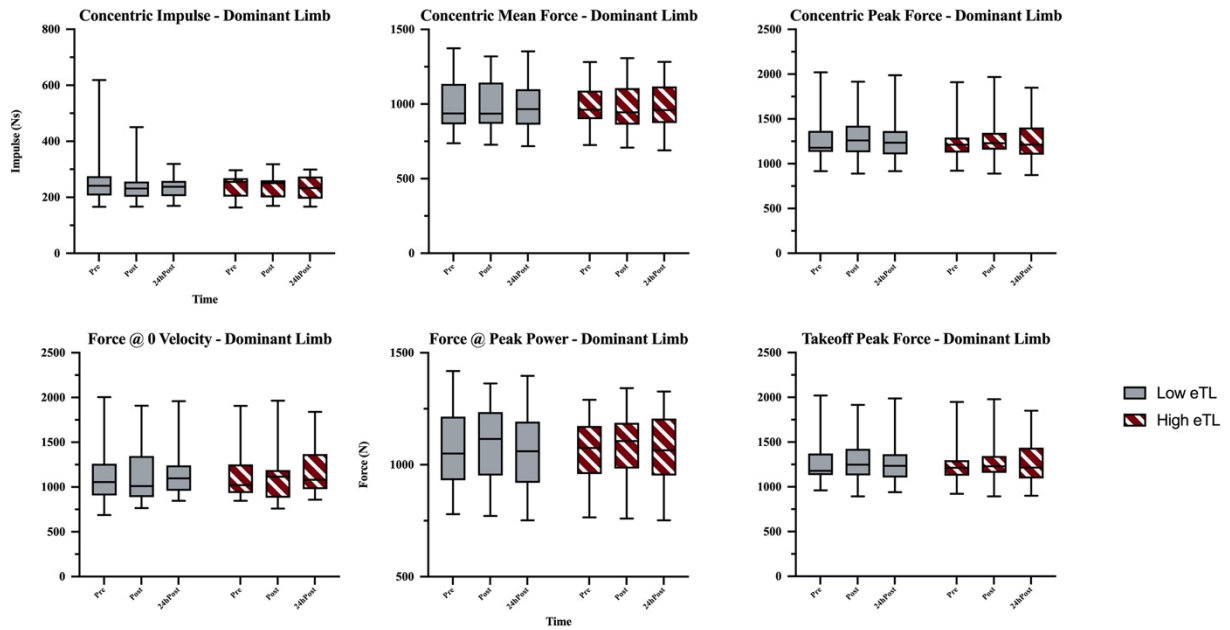 Concentric Impulse - Dominant Limb
800
600
400
200
0
Impulse (Ns)
Pre
Post
24hPost
Pre
Post
24hPost
Time
Concentric Mean Force - Dominant Limb
1500
1000
500
0
Pre
Post
24hPost
Pre
Post
24hPost
Concentric Peak Force - Dominant Limb
2500
2000
1500
1000
500
0
Pre
Post
24hPost
Pre
Post
24hPost
Force @ 0 Velocity - Dominant Limb
2500
2000
1500
1000
500
0
Pre
Post
24hPost
Pre
Post
24hPost
Force @ Peak Power - Dominant Limb
1500
1000
500
Force (N)
Pre
Post
24hPost
Pre
Post
24hPost
Time
Takeoff Peak Force - Dominant Limb
2500
2000
1500
1000
500
0
Pre
Post
24hPost
Pre
Post
24hPost
Low eTL
High eTL